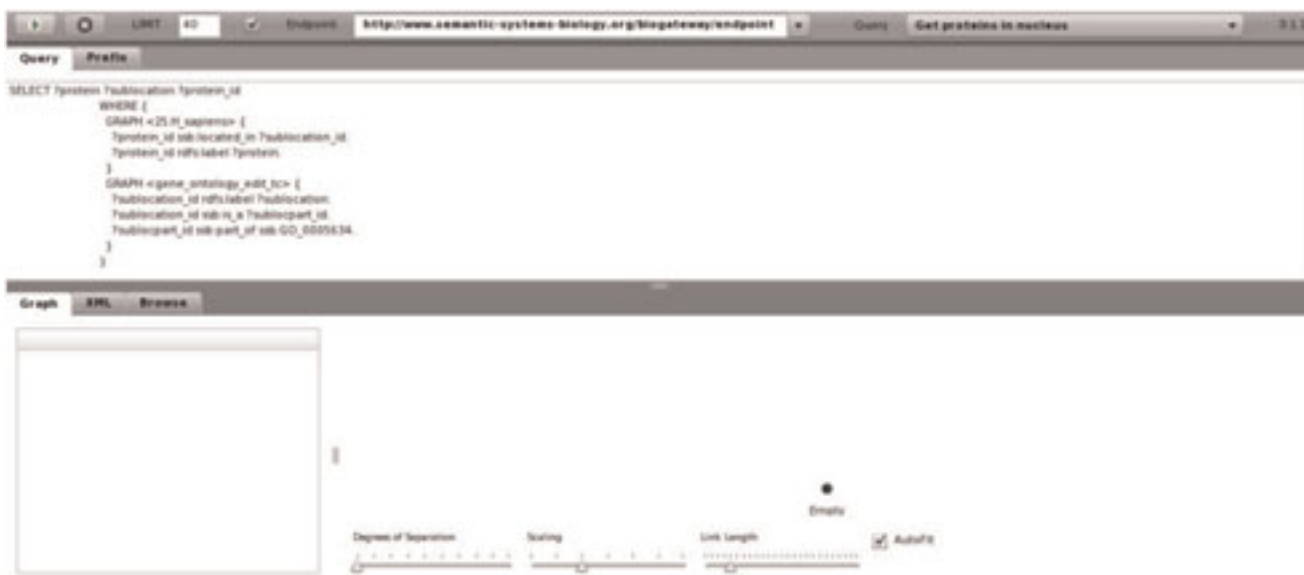 LIMIT 40 Endpoint http://www.semantic-systems-biology.org/biogateway/endpoint Query Get proteins in nucleus
Query Prefix
SELECT ?protein ?sublocation ?protein_id
WHERE {
GRAPH <25.H_sapiens> {
?protein_id ssb:located_in ?sublocation_id.
?protein_id rdfs:label ?protein.
}
GRAPH <gene_ontology_edit_tc> {
?sublocation_id rdfs:label ?sublocation.
?sublocation_id ssb:is_a ?sublocpart_id.
?sublocpart_id ssb:part_of ssb:GO_0005634.
}
}
Graph XML Browse
Empty
Degrees of Separation Scaling Link Length AutoFit